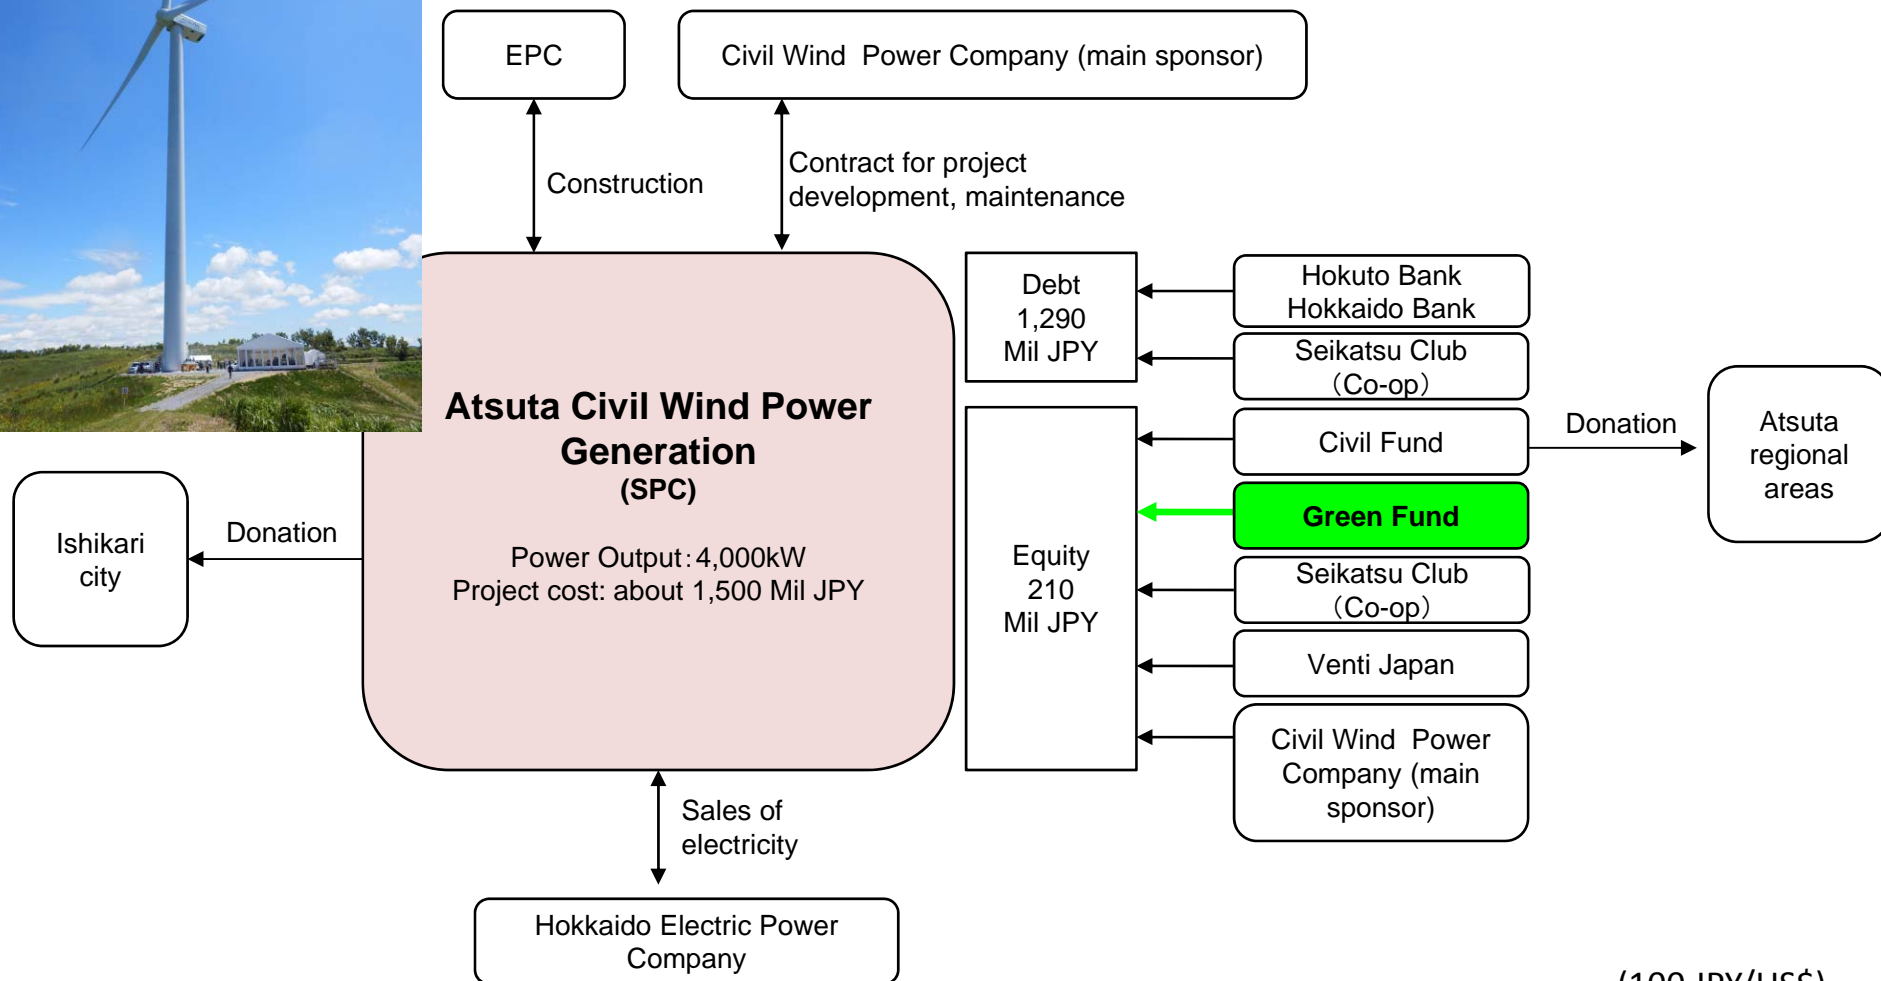 EPC
Civil Wind  Power Company (main sponsor)
Construction
Contract for project
development, maintenance
Atsuta Civil Wind Power
Generation
(SPC)
Power Output：4,000kW
Project cost: about 1,500 Mil JPY
Debt
1,290
Mil JPY
Equity
210
Mil JPY
Hokuto Bank
Hokkaido Bank
Seikatsu Club
（Co-op）
Civil Fund
Green Fund
Seikatsu Club
（Co-op）
Venti Japan
Civil Wind  Power
Company (main
sponsor)
Donation
Atsuta
regional
areas
Donation
Ishikari
city
Sales of
electricity
Hokkaido Electric Power
Company
(100 JPY/US$)